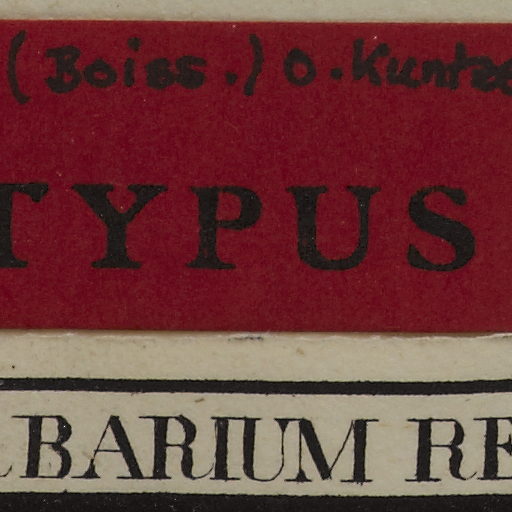 (Boiss.) O. Kuntze
TYPUS
BARIUM RE